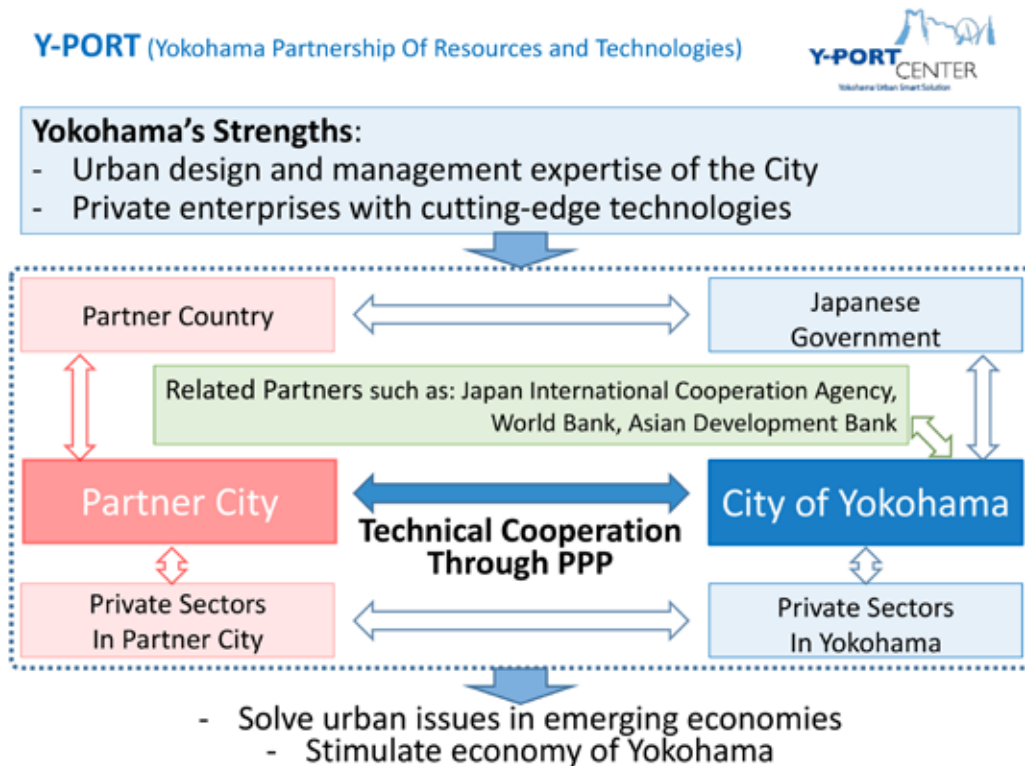 Y-PORT (Yokohama Partnership Of Resources and Technologies)
Y-PORT
CENTER
Yokohama Urban Smart Solution
Yokohama's Strengths:
- Urban design and management expertise of the City
- Private enterprises with cutting-edge technologies
Partner Country
Japanese
Government
Related Partners such as: Japan International Cooperation Agency,
World Bank, Asian Development Bank
Partner City
City of Yokohama
Technical Cooperation
Through PPP
Private Sectors
In Partner City
Private Sectors
In Yokohama
- Solve urban issues in emerging economies
- Stimulate economy of Yokohama